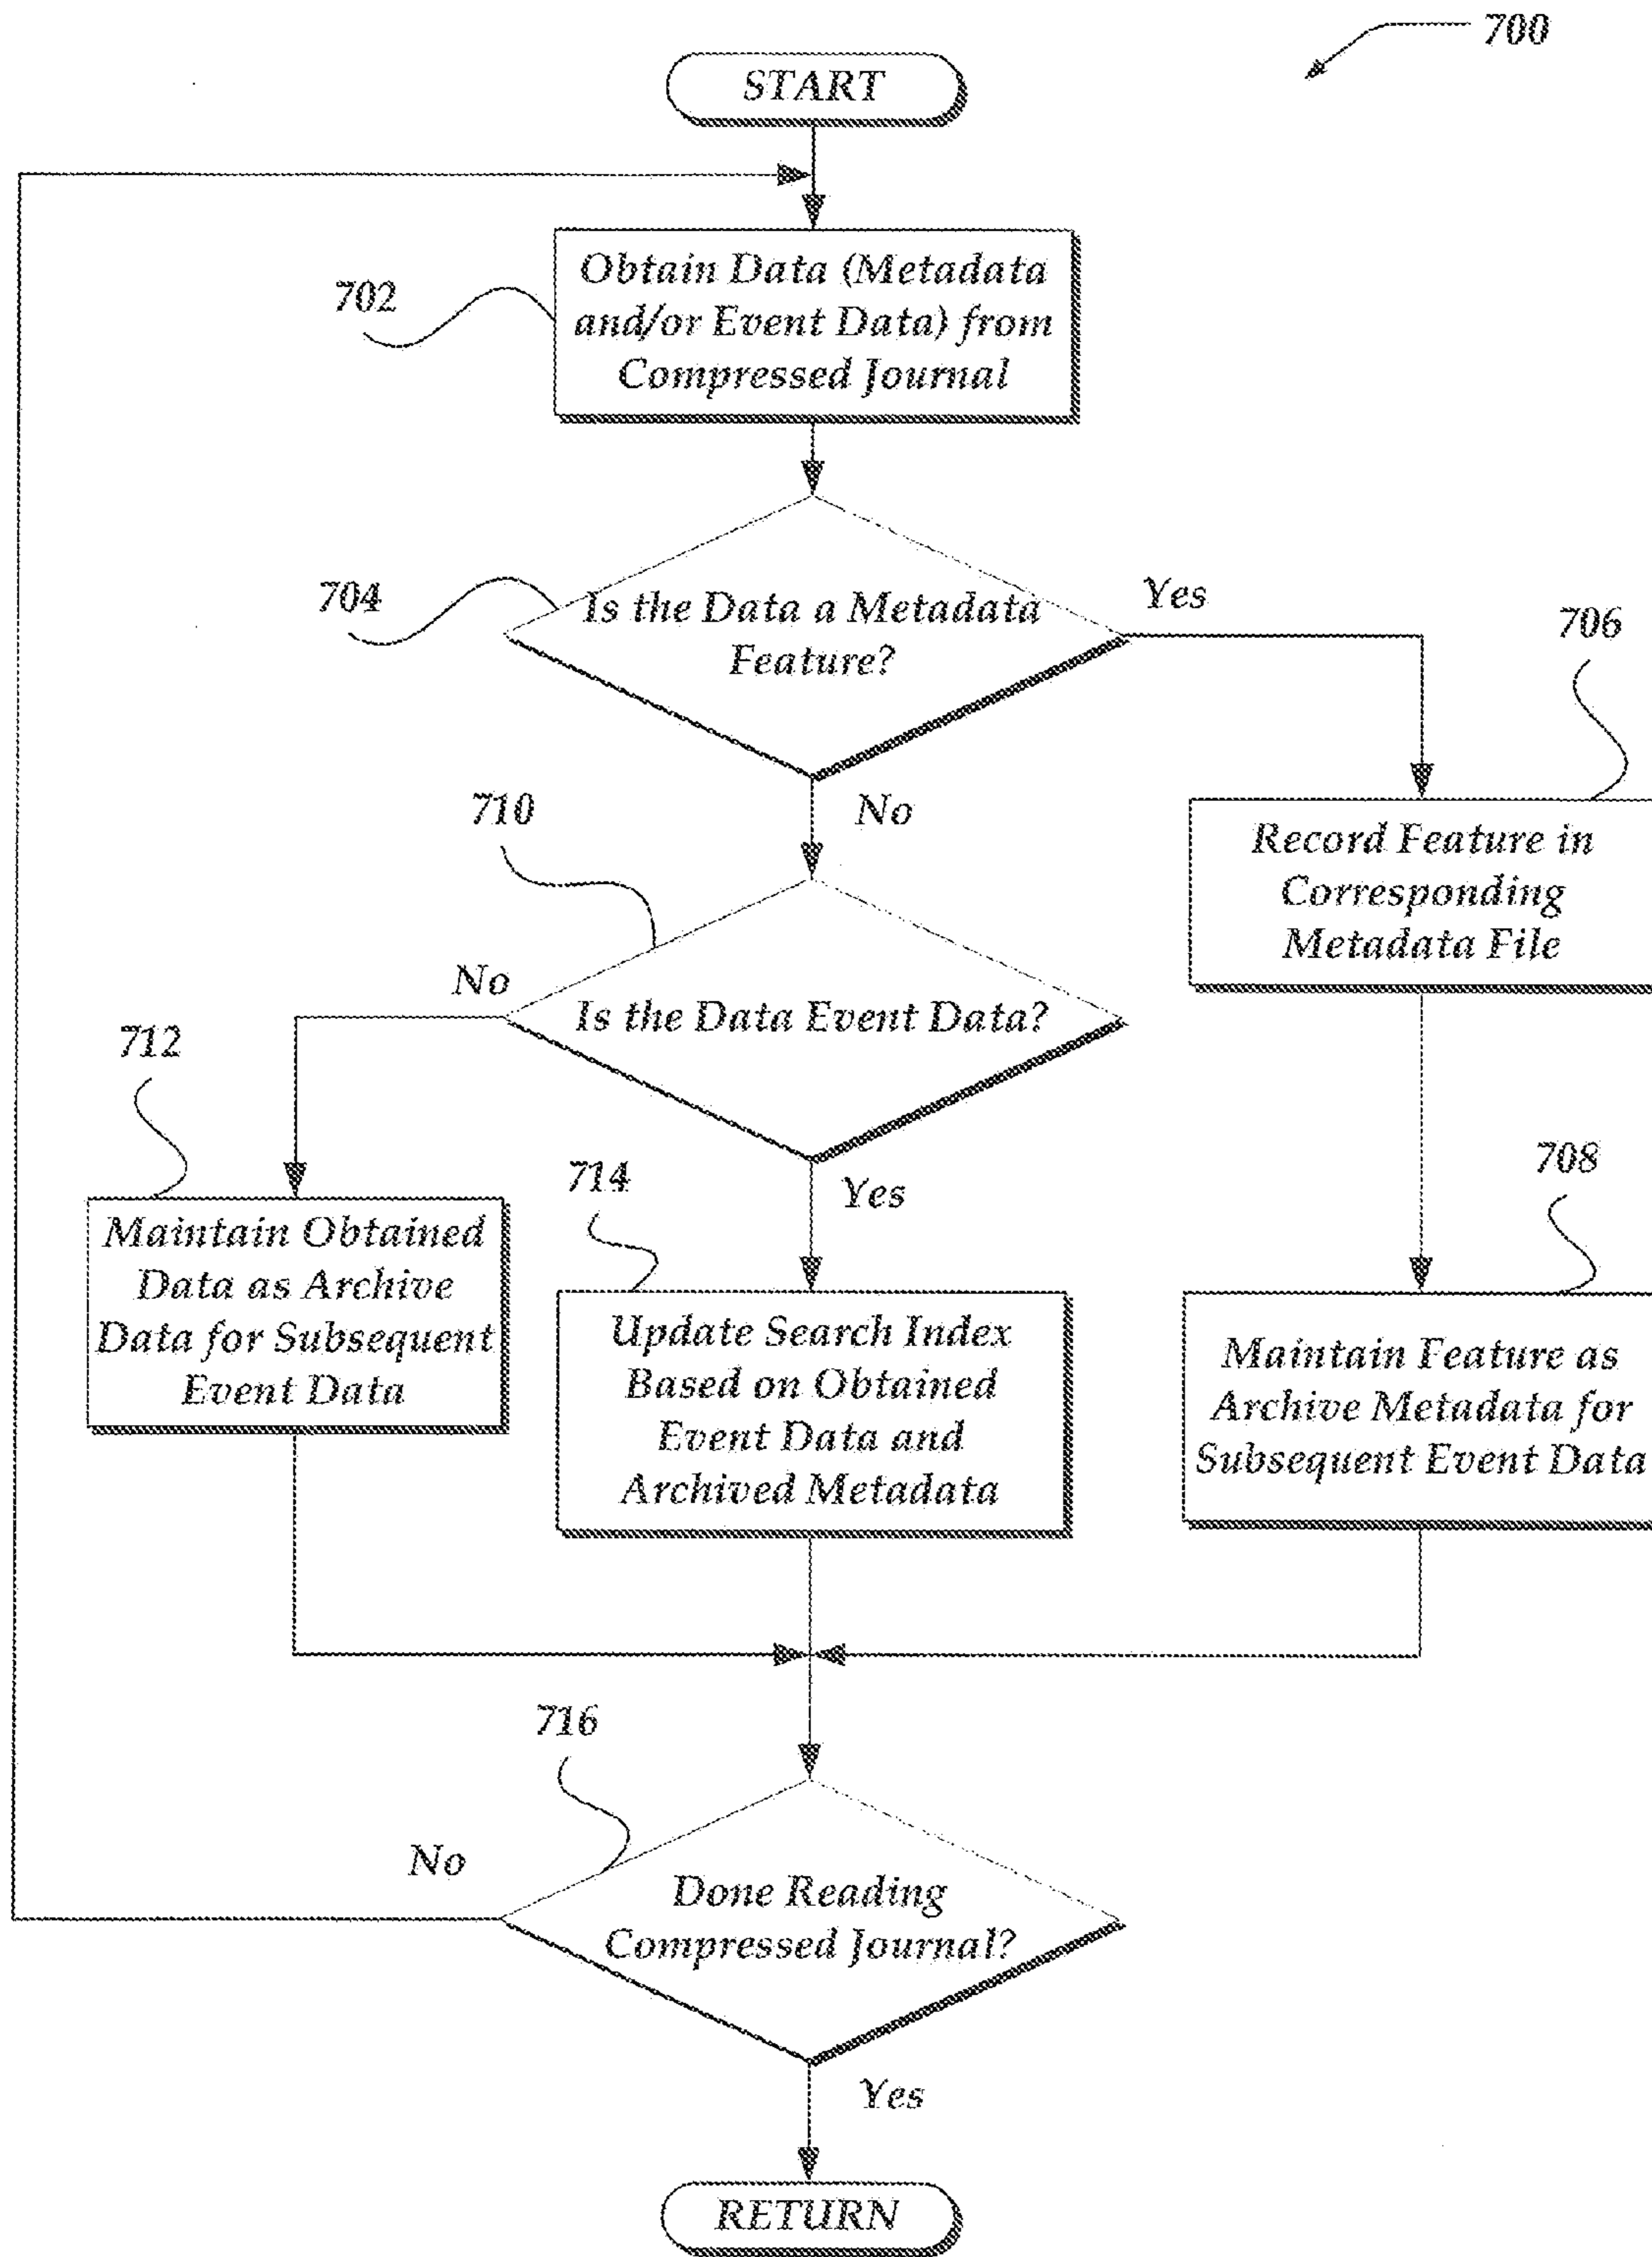 700
START
702
Obtain Data (Metadata
and/or Event Data) from
Compressed Journal
704
Is the Data a Metadata
Feature?
Yes
706
No
710
Record Feature in
Corresponding
Metadata File
No
Is the Data Event Data?
712
Yes
714
708
Maintain Obtained
Data as Archive
Data for Subsequent
Event Data
Update Search Index
Based on Obtained
Event Data and
Archived Metadata
Maintain Feature as
Archive Metadata for
Subsequent Event Data
716
No
Done Reading
Compressed Journal?
Yes
RETURN